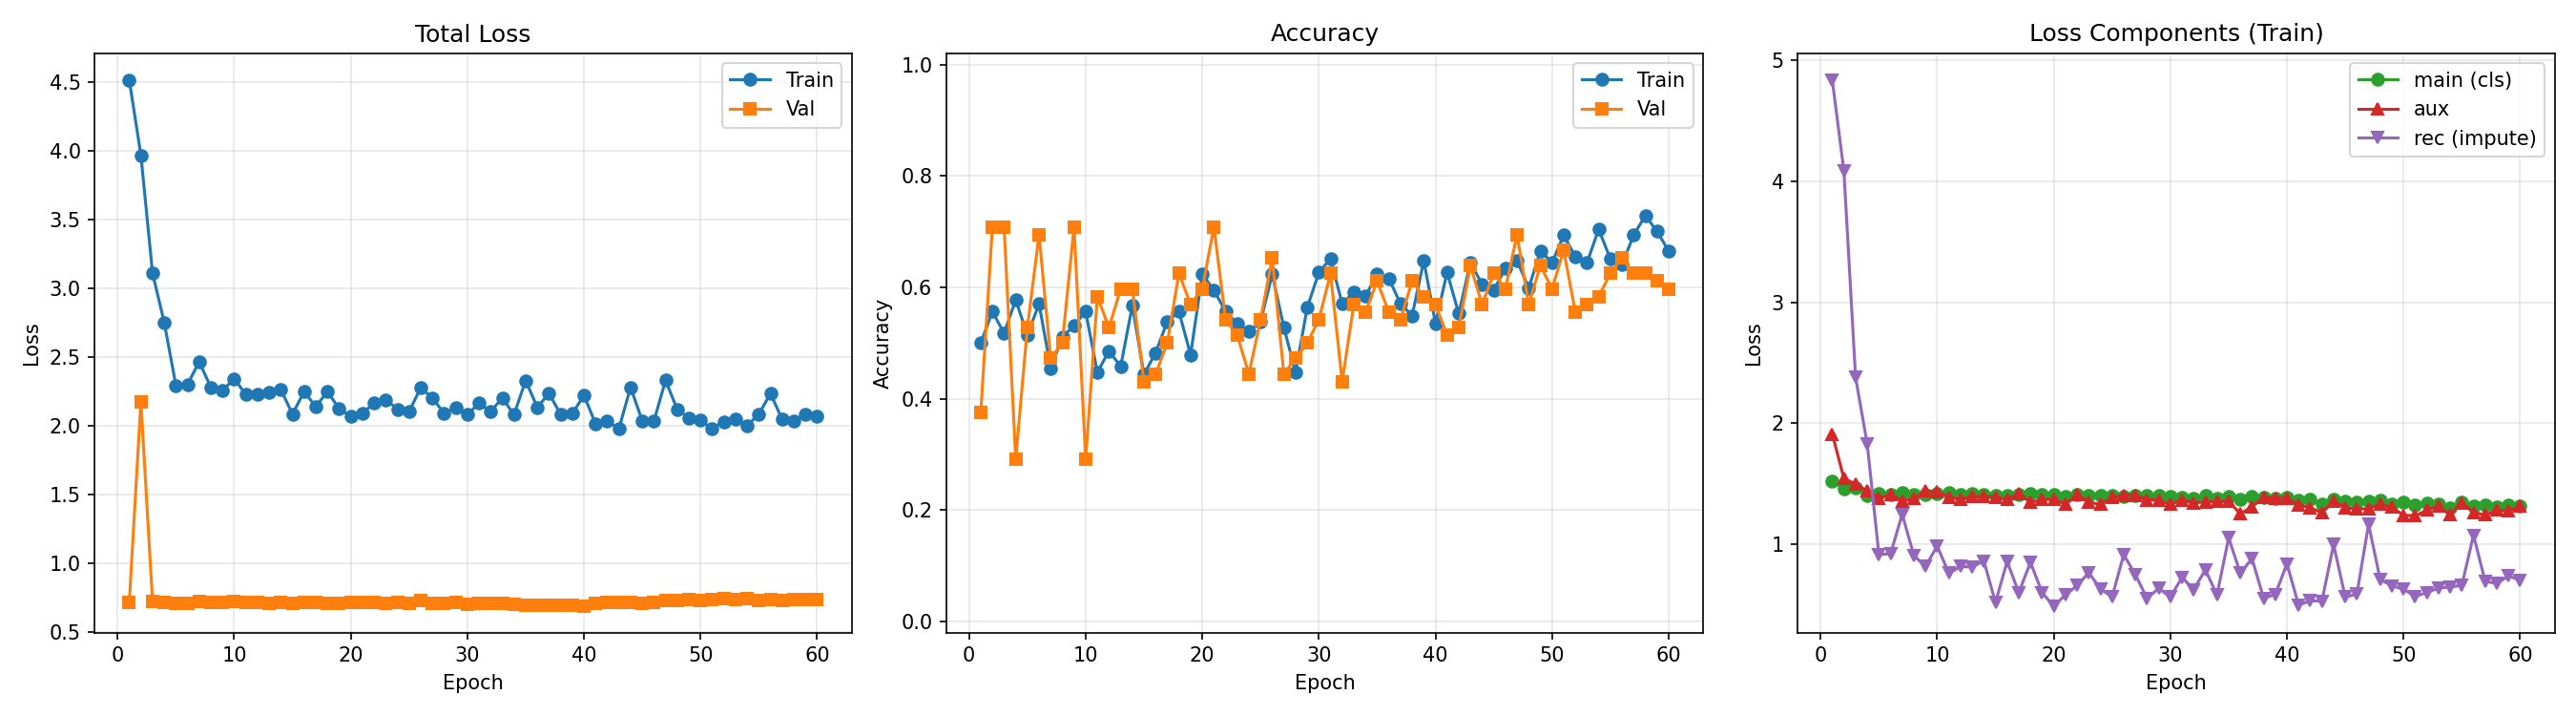 Total Loss
4.5
4.0
3.5
3.0
2.5
2.0
1.5
1.0
0.5
Loss
0 10 20 30 40 50 60
Epoch
Train
Val
Accuracy
1.0
0.8
0.6
0.4
0.2
0.0
Accuracy
0 10 20 30 40 50 60
Epoch
Train
Val
Loss Components (Train)
5
4
3
2
1
Loss
0 10 20 30 40 50 60
Epoch
main (cls)
aux
rec (impute)